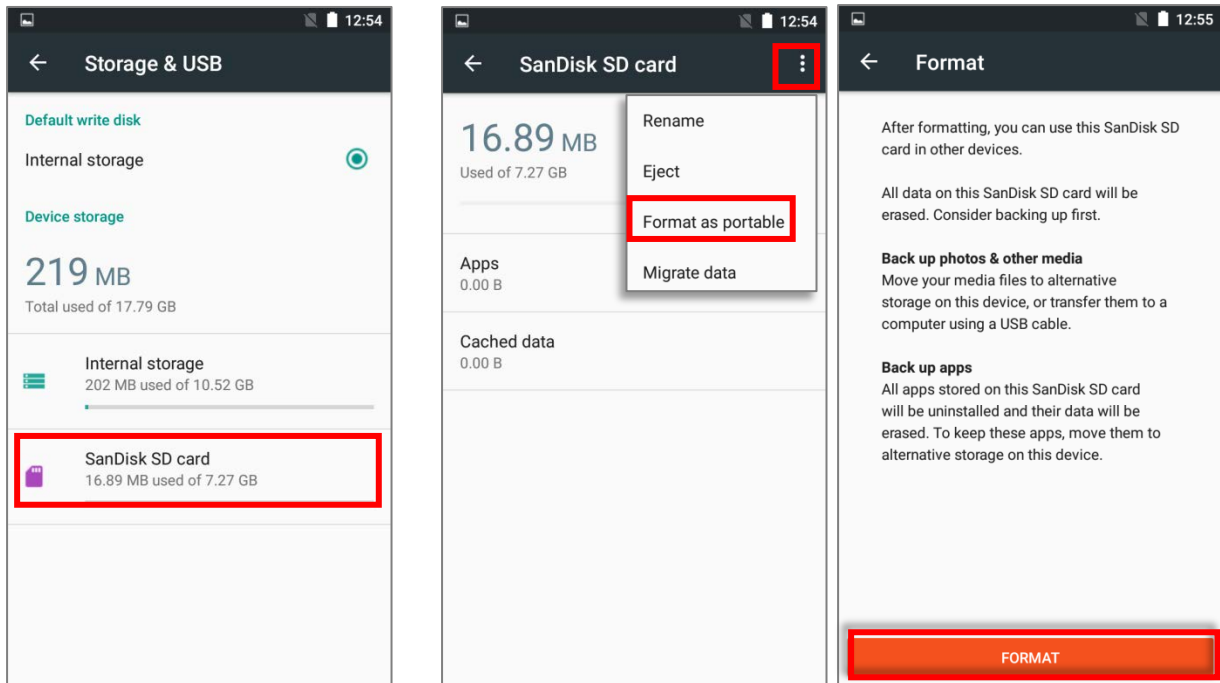 12:54
Storage & USB
Default write disk
Internal storage
Device storage
219 MB
Total used of 17.79 GB
Internal storage
202 MB used of 10.52 GB
SanDisk SD card
16.89 MB used of 7.27 GB
12:54
SanDisk SD card
16.89 MB
Used of 7.27 GB
Rename
Eject
Format as portable
Migrate data
Apps
0.00 B
Cached data
0.00 B
12:55
Format
After formatting, you can use this SanDisk SD
card in other devices.
All data on this SanDisk SD card will be
erased. Consider backing up first.
Back up photos & other media
Move your media files to alternative
storage on this device, or transfer them to a
computer using a USB cable.
Back up apps
All apps stored on this SanDisk SD card
will be uninstalled and their data will be
erased. To keep these apps, move them to
alternative storage on this device.
FORMAT